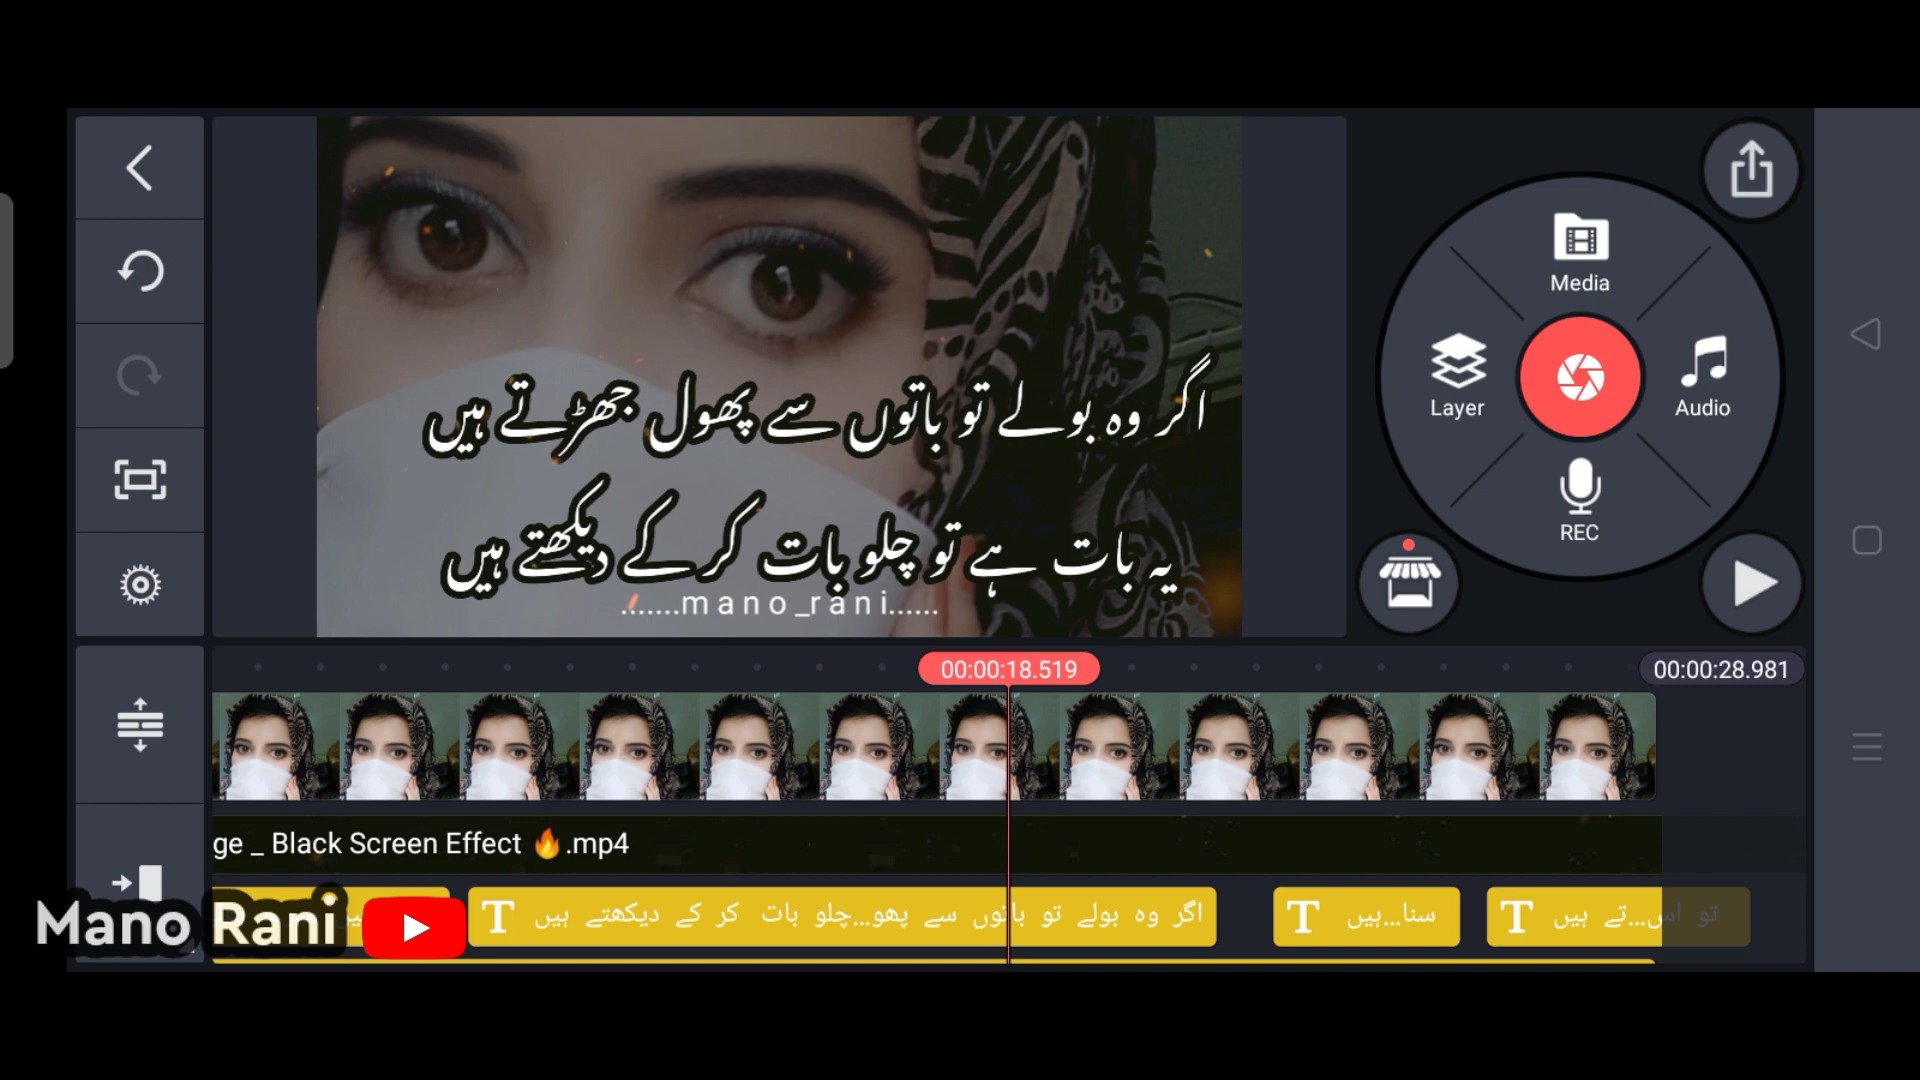 Media
Layer
Audio
REC
اگر وہ بولے تو باتوں سے پھول جھڑتے ہیں
یہ بات ہے تو چلو بات کر کے دیکھتے ہیں
.......mano_rani......
00:00:18.519
00:00:28.981
ge _ Black Screen Effect 🔥.mp4
T اگر وہ بولے تو باتوں سے پھو...چلو بات کر کے دیکھتے ہیں
T سنا...ہیں
T تو اس...تے ہیں
Mano Rani